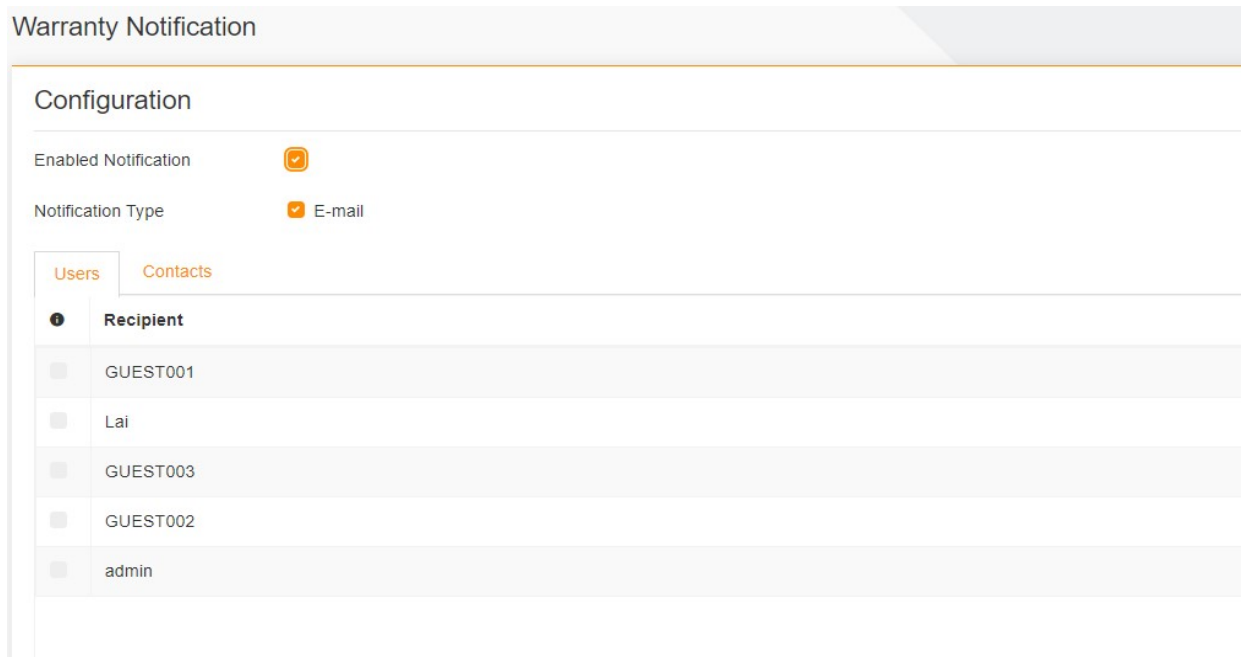 Warranty Notification
Configuration
Enabled Notification
Notification Type E-mail
Users Contacts
Recipient
GUEST001
Lai
GUEST003
GUEST002
admin